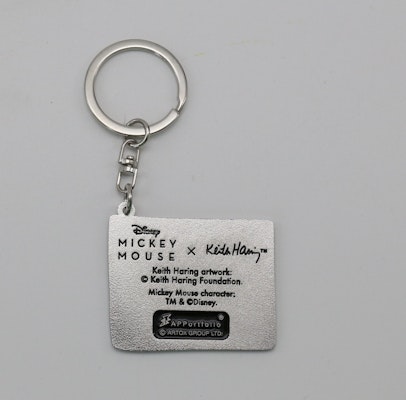 Disney
MICKEY
MOUSE × Keith Haring™
Keith Haring artwork:
© Keith Haring Foundation.
Mickey Mouse character:
TM & ©Disney.
APPortfolio®
© ARTOX GROUP LTD.